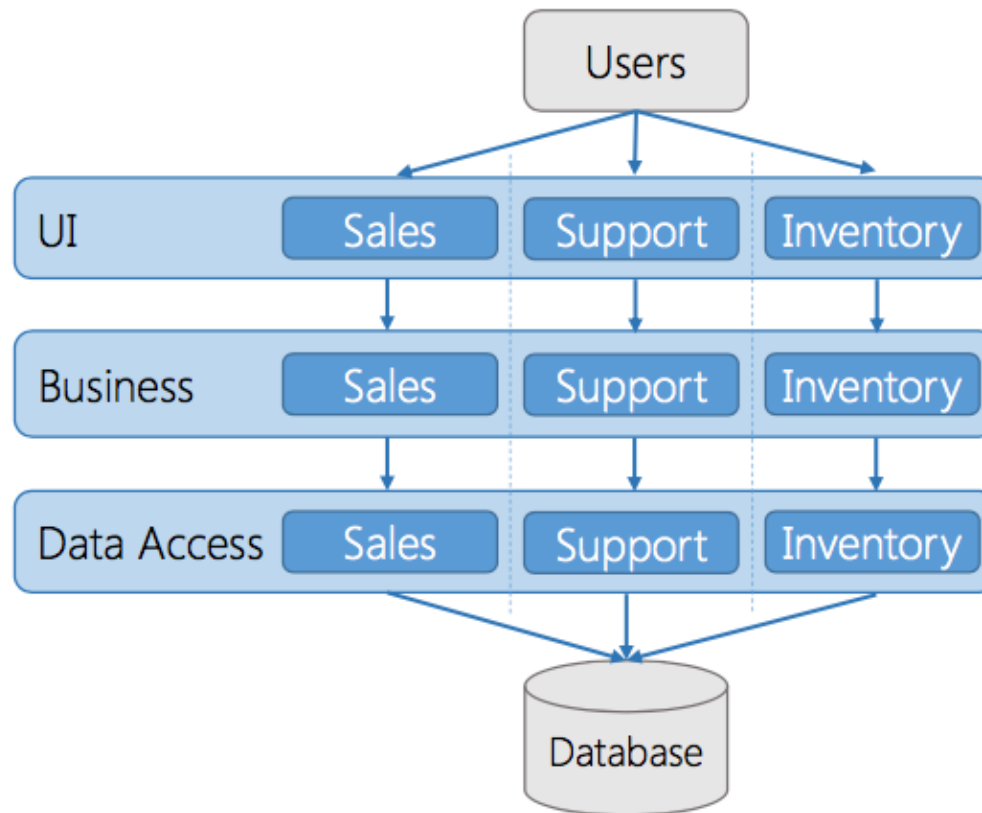 Users
UI
Sales
Support
Inventory
Business
Sales
Support
Inventory
Data Access
Sales
Support
Inventory
Database